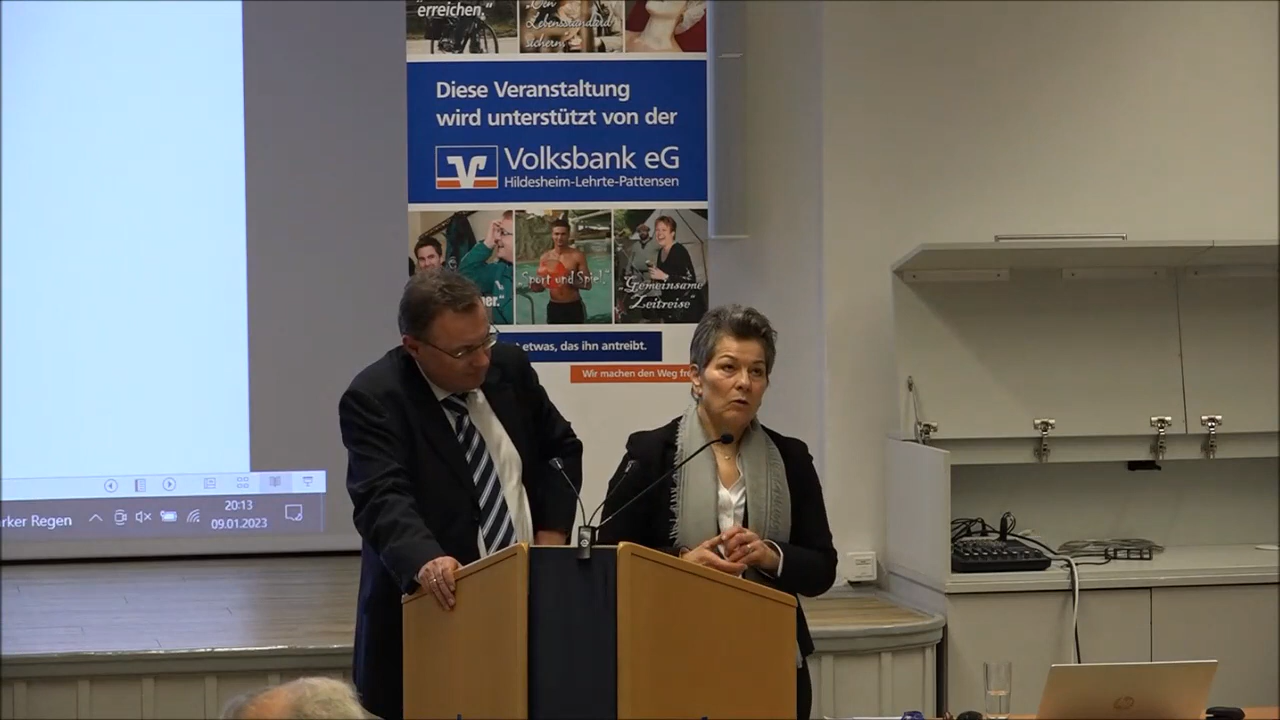 erreichen."
"Den
Lebensstandard
sichern
Diese Veranstaltung
wird unterstützt von der
Volksbank eG
Hildesheim-Lehrte-Pattensen
"Sport und Spiel."
"Gemeinsame
Zeitreise"
etwas, das ihn antreibt.
Wir machen den Weg
rker Regen
20:13
09.01.2023
hp